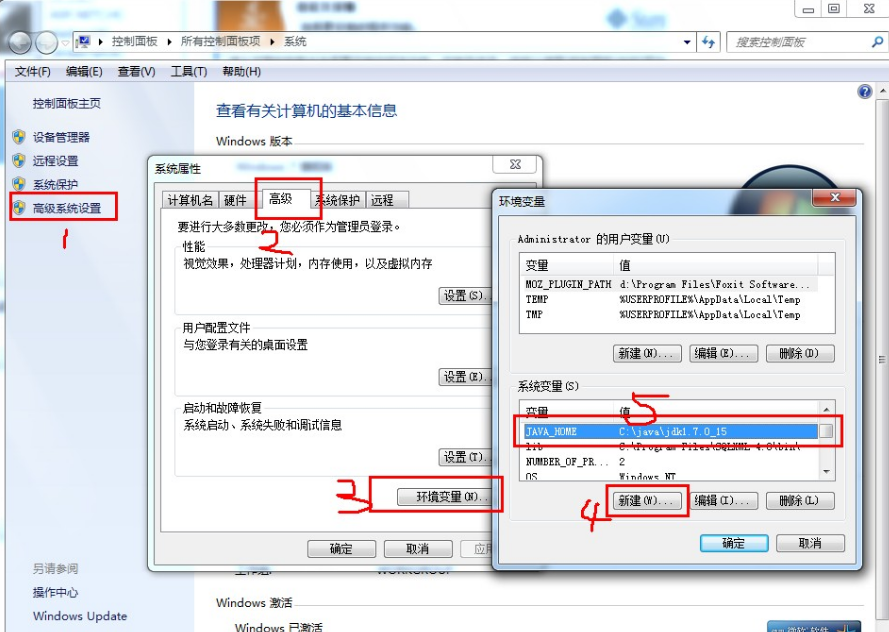 控制面板 ▸ 所有控制面板项 ▸ 系统
搜索控制面板
文件(F) 编辑(E) 查看(V) 工具(T) 帮助(H)
控制面板主页
设备管理器
远程设置
系统保护
高级系统设置
1
另请参阅
操作中心
Windows Update
查看有关计算机的基本信息
Windows 版本
系统属性
计算机名 硬件 高级 系统保护 远程
2
要进行大多数更改，您必须作为管理员登录。
性能
视觉效果，处理器计划，内存使用，以及虚拟内存
设置(S)...
用户配置文件
与您登录有关的桌面设置
设置(E)...
启动和故障恢复
系统启动、系统失败和调试信息
设置(T)...
3
环境变量(N)...
确定 取消 应用
Windows 激活
Windows 已激活
环境变量
Administrator 的用户变量(U)
变量 值
MOZ_PLUGIN_PATH d:\Program Files\Foxit Software...
TEMP %USERPROFILE%\AppData\Local\Temp
TMP %USERPROFILE%\AppData\Local\Temp
新建(N)... 编辑(E)... 删除(D)
系统变量(S)
变量 值
5
JAVA_HOME C:\java\jdk1.7.0_15
lib C:\Program Files\SQLXML 4.0\bin\
NUMBER_OF_PR... 2
OS Windows_NT
4
新建(W)... 编辑(I)... 删除(L)
确定 取消